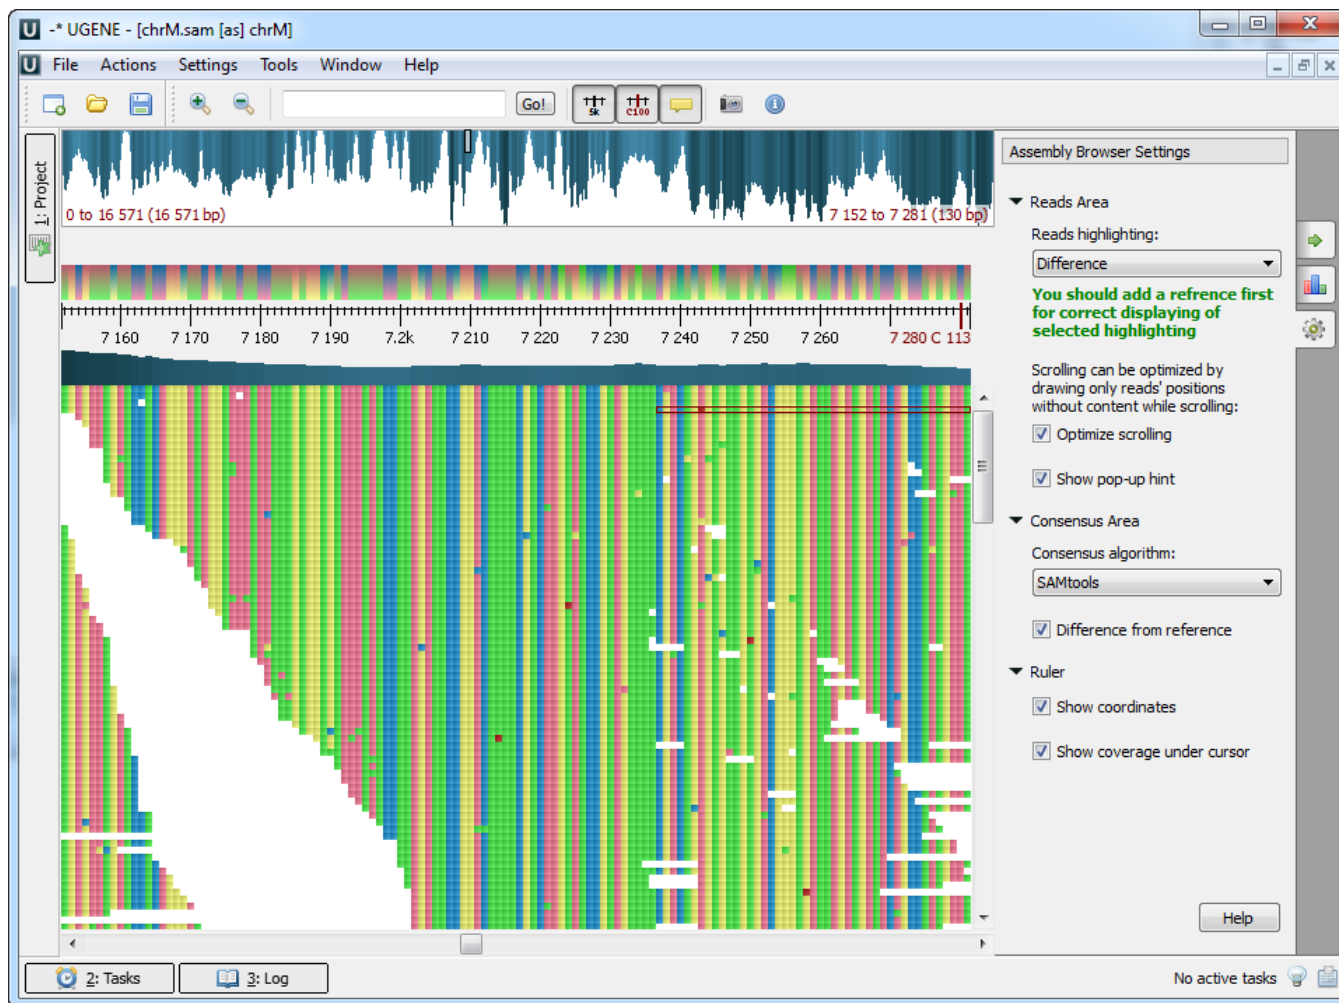 U -* UGENE - [chrM.sam [as] chrM]
U File Actions Settings Tools Window Help
Go! 5k C100
1: Project
0 to 16 571 (16 571 bp) 7 152 to 7 281 (130 bp)
7 160 7 170 7 180 7 190 7.2k 7 210 7 220 7 230 7 240 7 250 7 260 7 280 C 113
Assembly Browser Settings
Reads Area
Reads highlighting:
Difference
You should add a refrence first
for correct displaying of
selected highlighting
Scrolling can be optimized by
drawing only reads' positions
without content while scrolling:
Optimize scrolling
Show pop-up hint
Consensus Area
Consensus algorithm:
SAMtools
Difference from reference
Ruler
Show coordinates
Show coverage under cursor
Help
2: Tasks 3: Log No active tasks